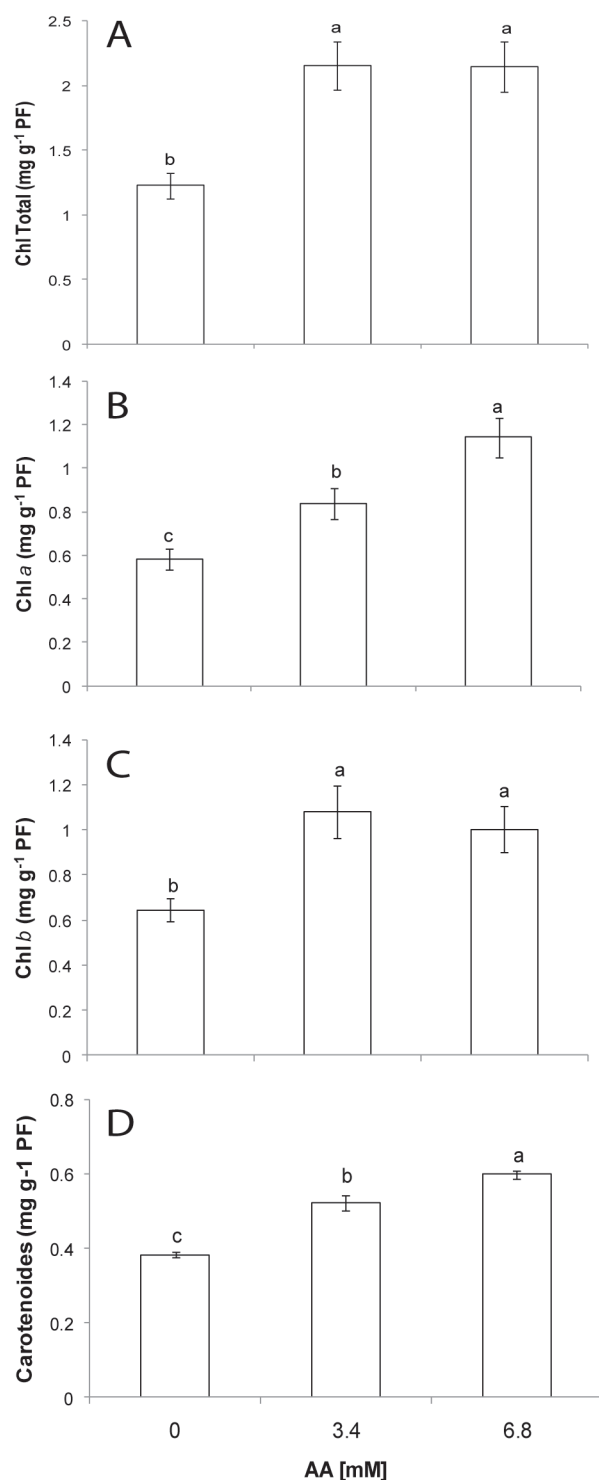 A
Chl Total (mg g-1 PF)
2.5
2
1.5
1
0.5
0
b
a
a
B
Chl a (mg g-1 PF)
1.4
1.2
1
0.8
0.6
0.4
0.2
0
c
b
a
C
Chl b (mg g-1 PF)
1.4
1.2
1
0.8
0.6
0.4
0.2
0
b
a
a
D
Carotenoides (mg g-1 PF)
0.8
0.6
0.4
0.2
0
c
b
a
0 3.4 6.8
AA [mM]